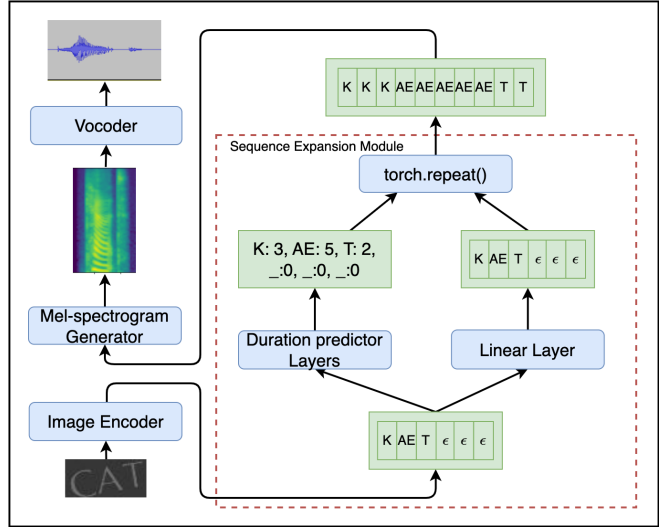 K K K AE AE AE AE AE T T
Sequence Expansion Module
torch.repeat()
Vocoder
K: 3, AE: 5, T: 2,
_:0, _:0, _:0
K AE T ϵ ϵ ϵ
Mel-spectrogram
Generator
Duration predictor
Layers
Linear Layer
Image Encoder
K AE T ϵ ϵ ϵ
CAT